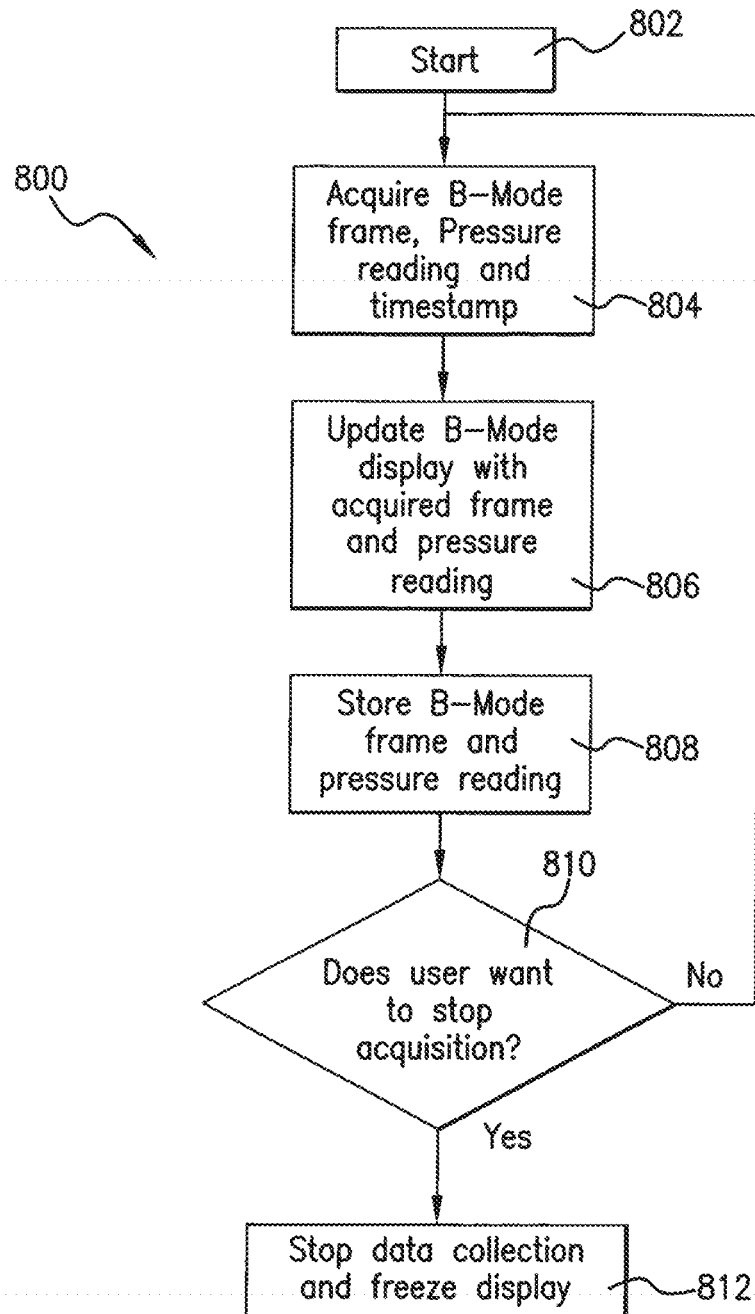 802
Start
800
Acquire B-Mode
frame, Pressure
reading and
timestamp
804
Update B-Mode
display with
acquired frame
and pressure
reading
806
Store B-Mode
frame and
pressure reading
808
810
Does user want
to stop
acquisition?
No
Yes
Stop data collection
and freeze display
812